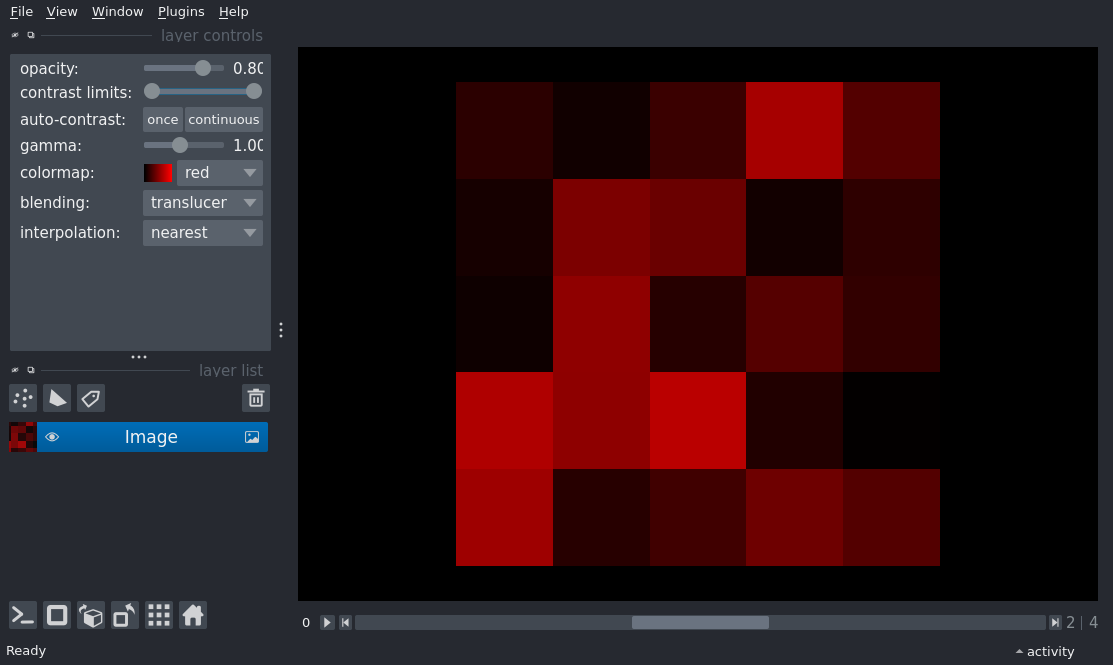 File View Window Plugins Help
layer controls
opacity: 0.80
contrast limits:
auto-contrast: once continuous
gamma: 1.00
colormap: red
blending: translucer
interpolation: nearest
layer list
Image
0 2 | 4
Ready activity